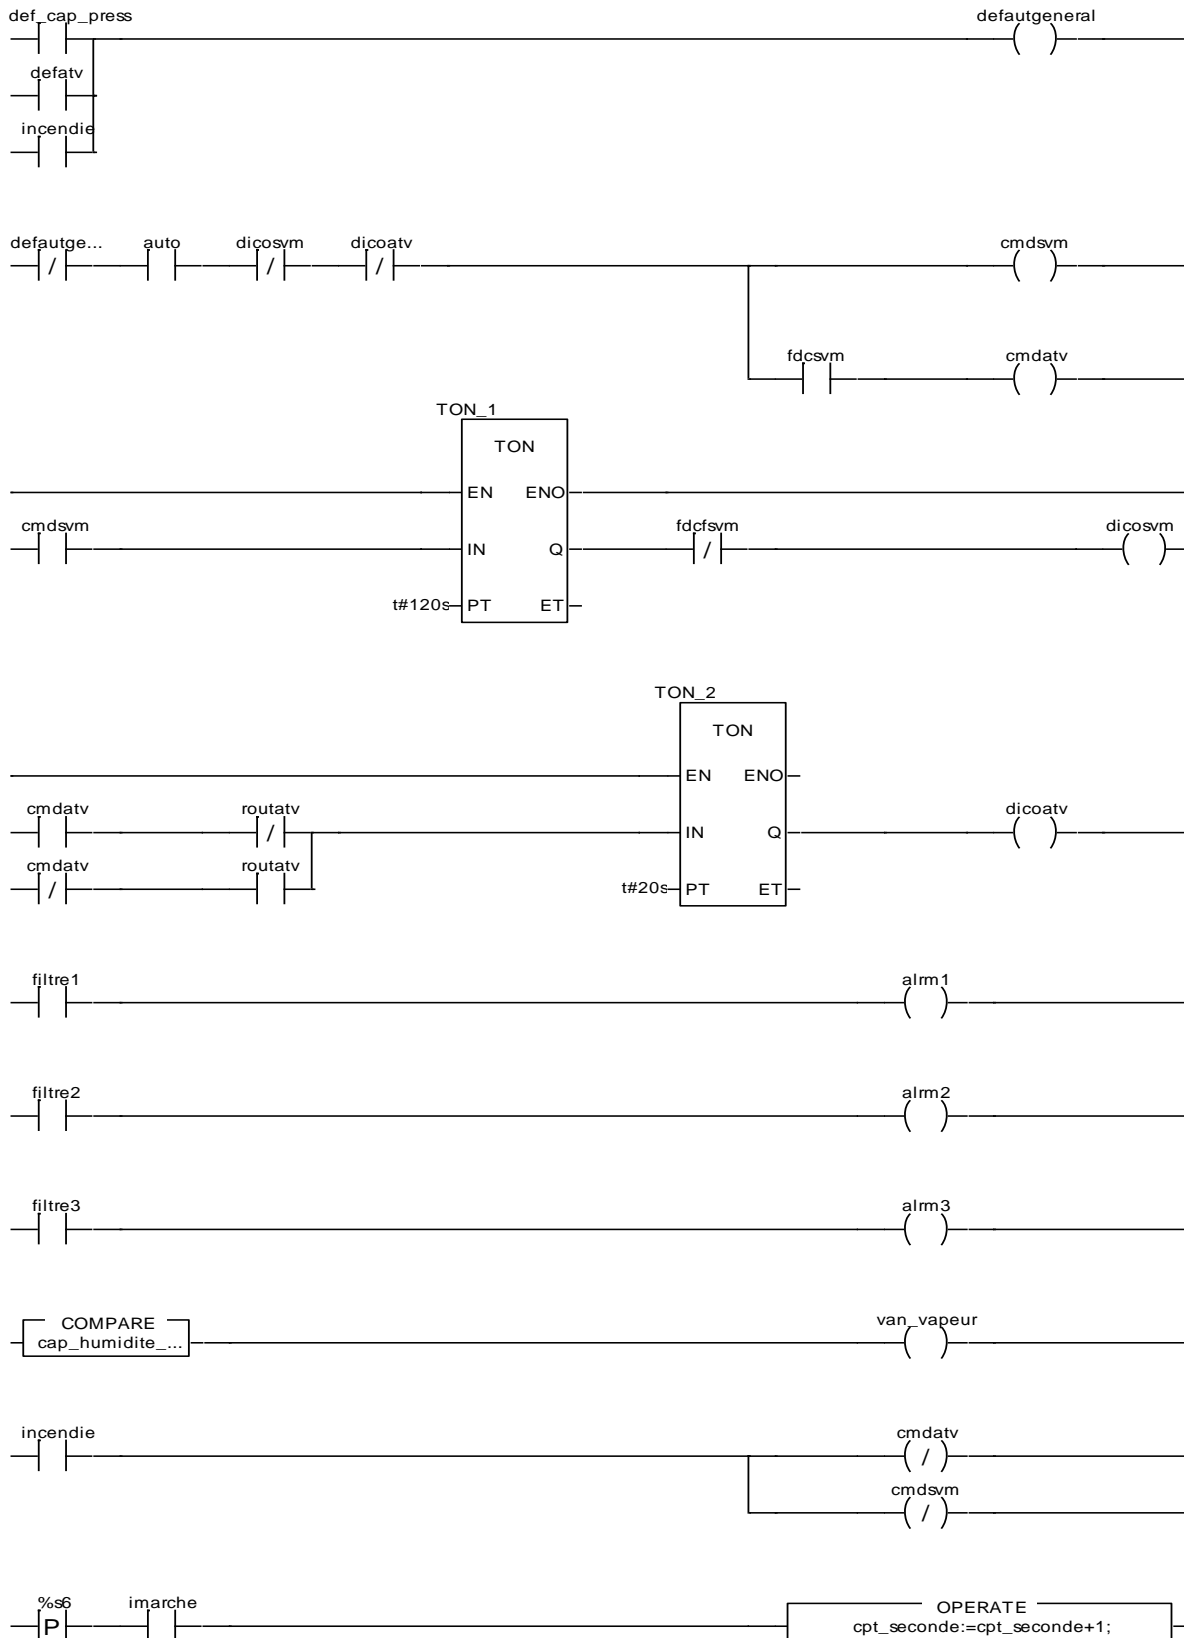 def_cap_press defautgeneral
defatv
incendie
defautge... auto dicosvm dicoatv cmdsvm
/ / /
fdcsvm cmdatv
TON_1
TON
EN ENO
cmdsvm IN Q fdcfsvm dicosvm
/
t#120s PT ET
TON_2
TON
EN ENO
cmdatv routatv IN Q dicoatv
/
cmdatv routatv
/
t#20s PT ET
filtre1 alrm1
filtre2 alrm2
filtre3 alrm3
COMPARE van_vapeur
cap_humidite_...
incendie cmdatv
/
cmdsvm
/
%s6 imarche OPERATE
P cpt_seconde:=cpt_seconde+1;